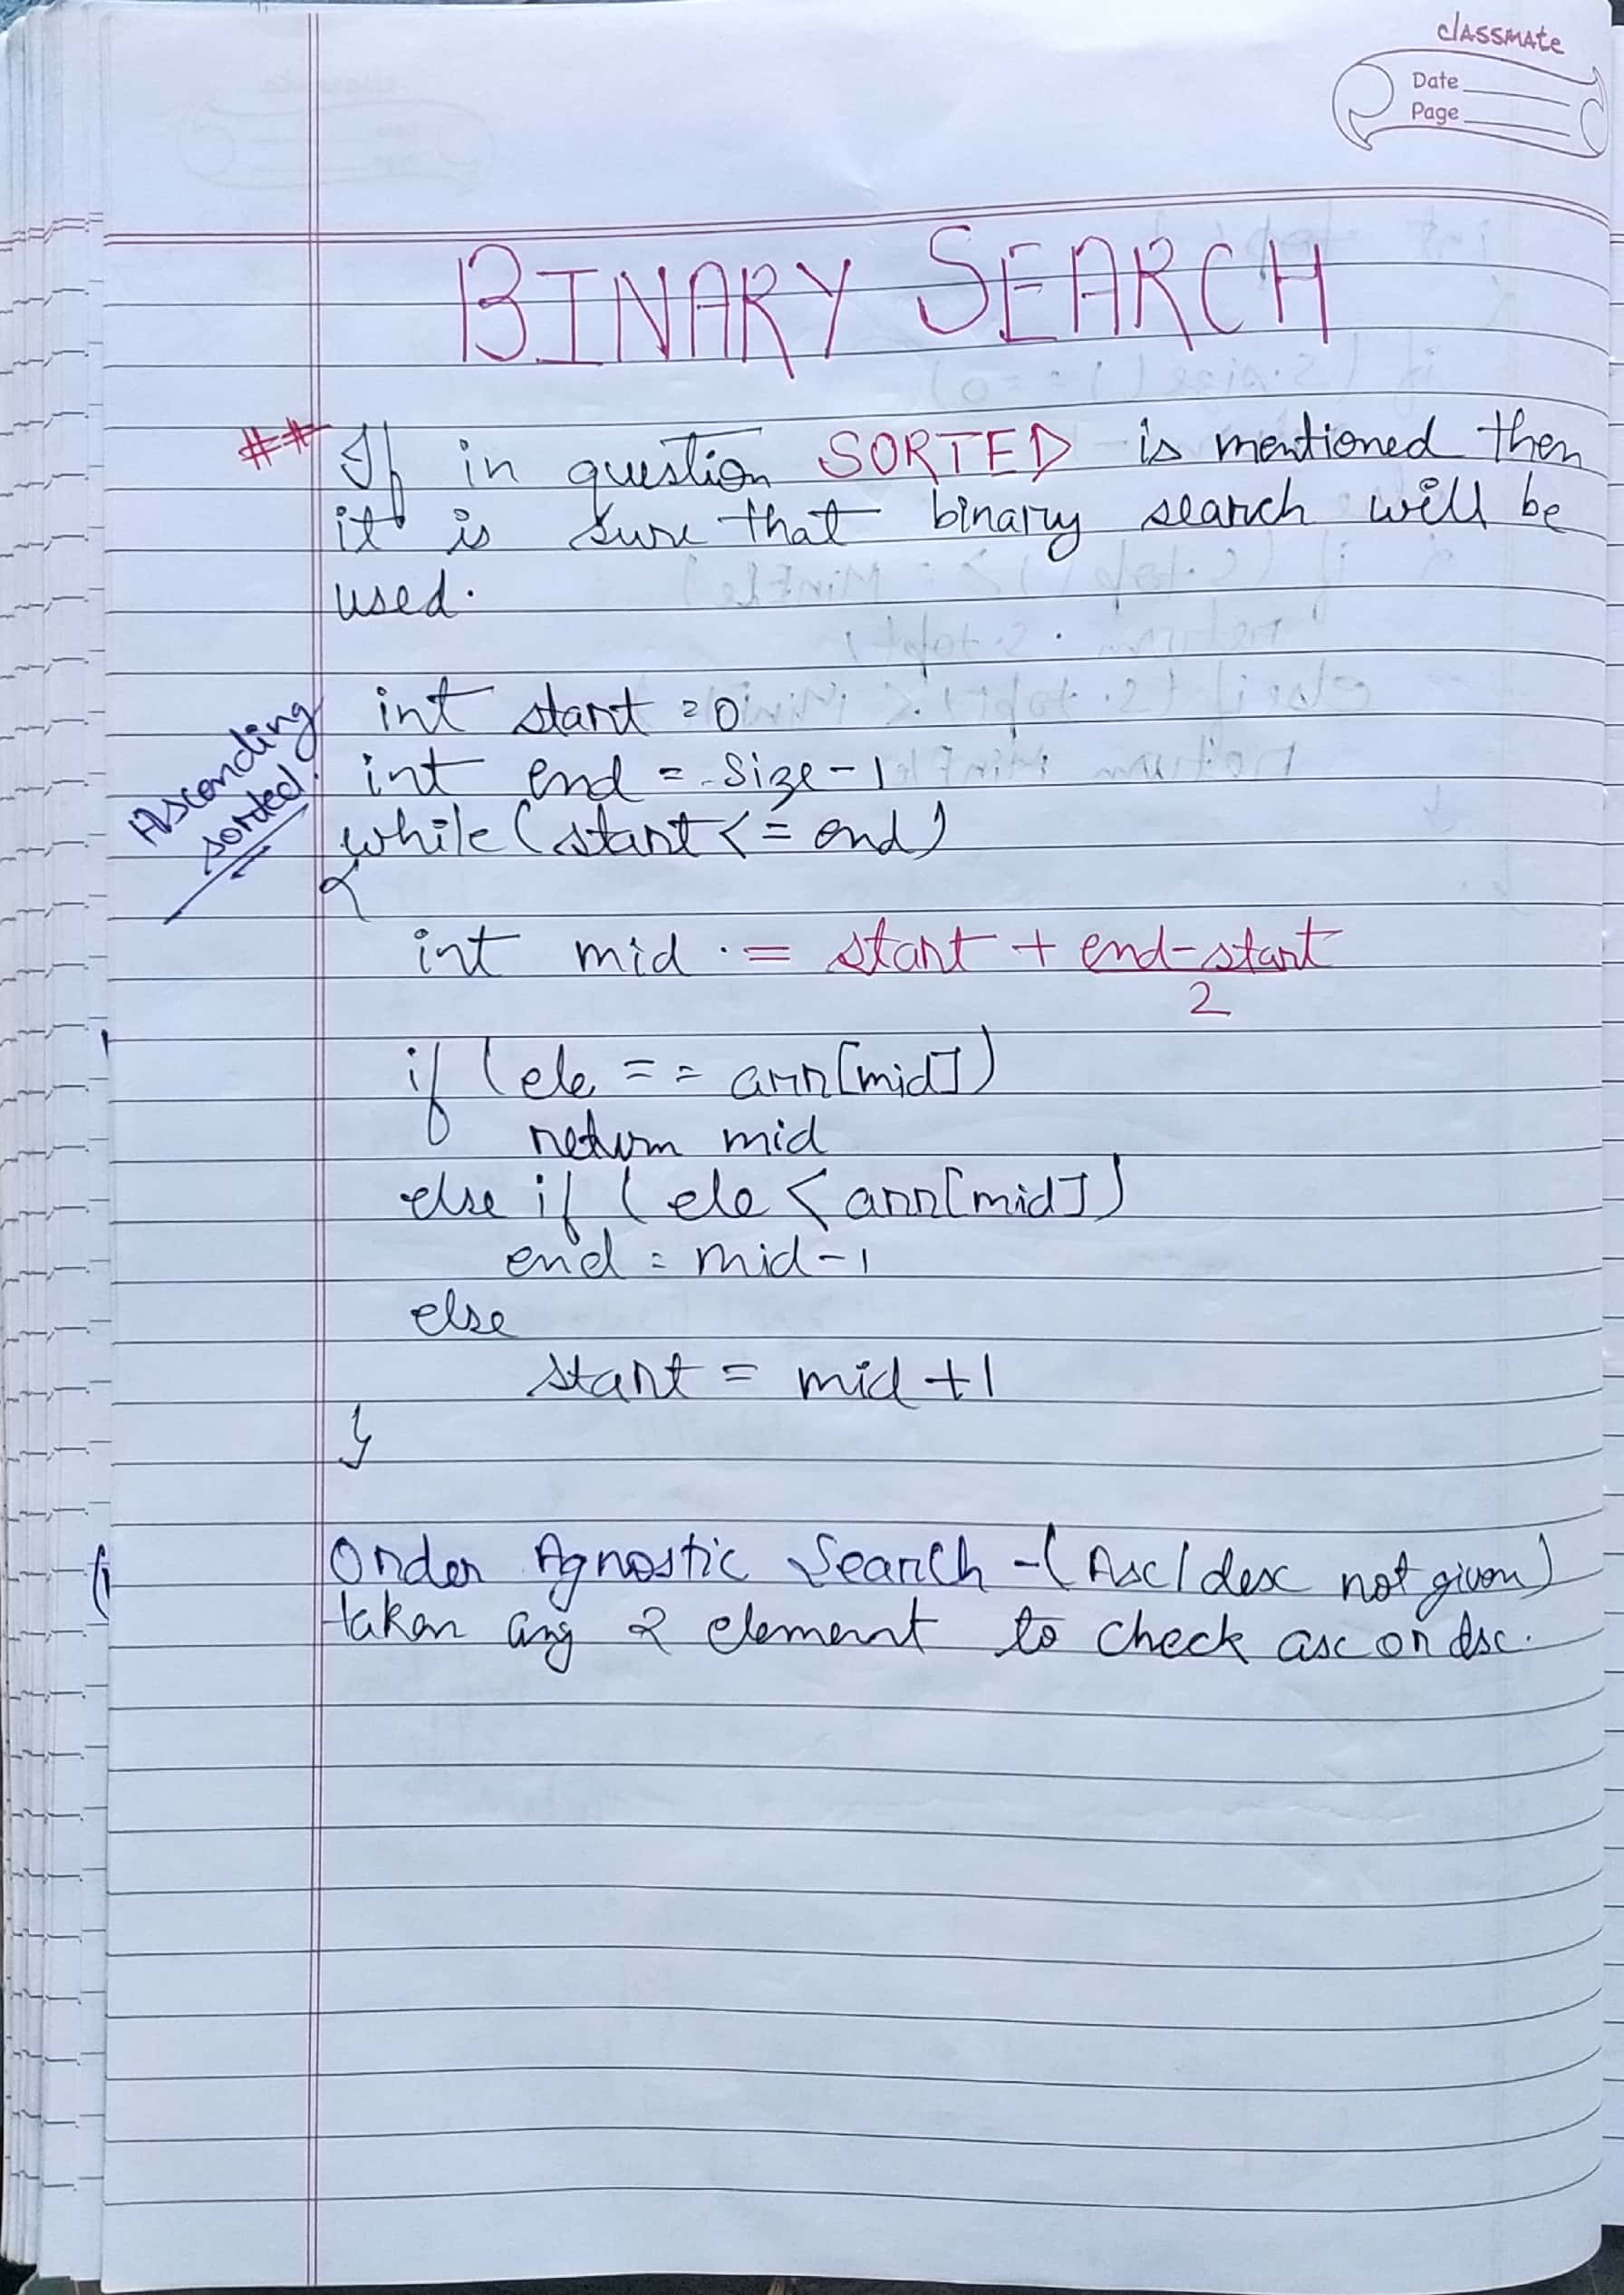 classmate
Date
Page
BINARY SEARCH
## If in question SORTED is mentioned then
it is sure that binary search will be
used.
Ascending
sorted
int start = 0
int end = size-1
while (start <= end)
{
int mid = start + end-start
2
if (ele == arr[mid])
return mid
else if (ele < arr[mid])
end = mid-1
else
start = mid+1
}
Order Agnostic Search - (Asc/desc not given)
taken any 2 element to check asc or dsc.